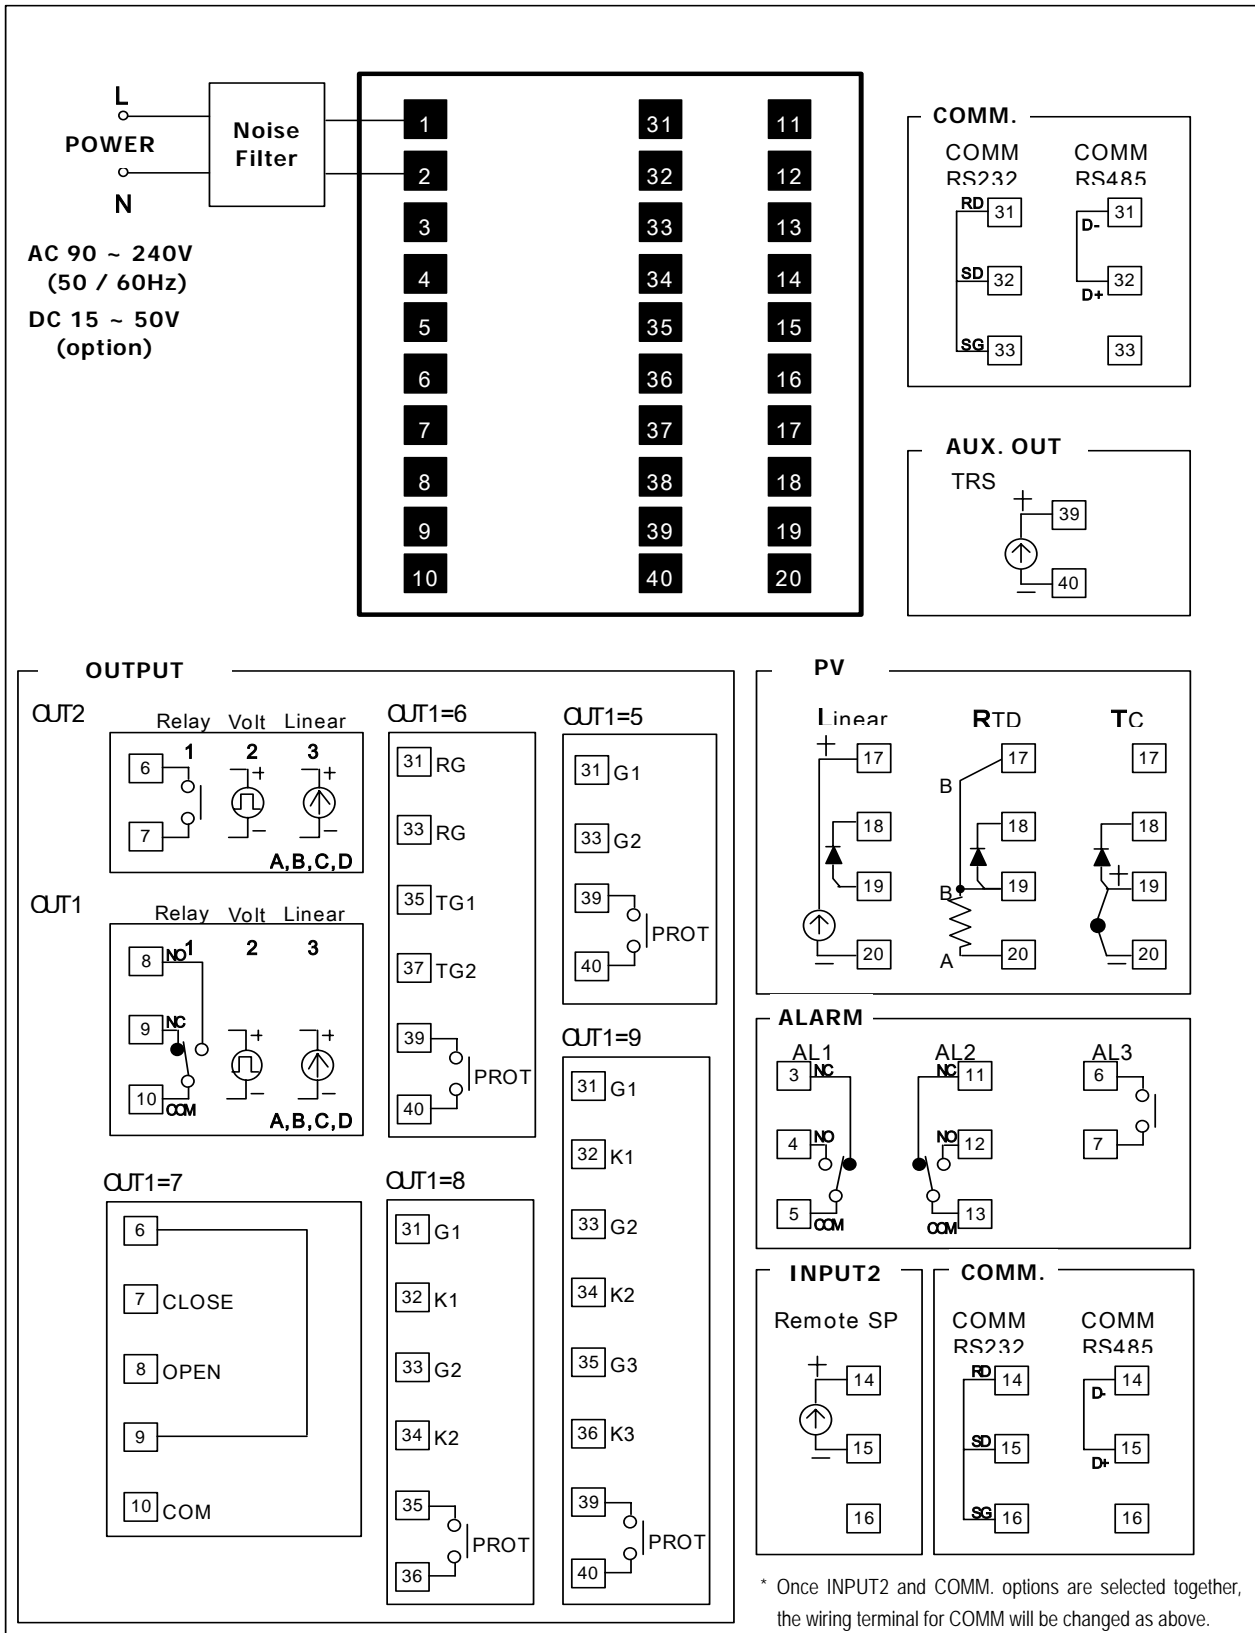 L
POWER
N
Noise
Filter
AC 90 ~ 240V
(50 / 60Hz)
DC 15 ~ 50V
(option)
1 31 11
2 32 12
3 33 13
4 34 14
5 35 15
6 36 16
7 37 17
8 38 18
9 39 19
10 40 20
COMM.
COMM COMM
RS232 RS485
RD 31 D- 31
SD 32 D+ 32
SG 33 33
AUX. OUT
TRS
+ 39
— 40
OUTPUT
OUT2
Relay Volt Linear
1 2 3
6 + +
7 — —
A,B,C,D
OUT1
Relay Volt Linear
1 2 3
8 NO
9 NC + +
10 COM — —
A,B,C,D
OUT1=7
6
7 CLOSE
8 OPEN
9
10 COM
OUT1=6
31 RG
33 RG
35 TG1
37 TG2
39
PROT
40
OUT1=8
31 G1
32 K1
33 G2
34 K2
35
PROT
36
OUT1=5
31 G1
33 G2
39
PROT
40
OUT1=9
31 G1
32 K1
33 G2
34 K2
35 G3
36 K3
39
PROT
40
PV
Linear RTD TC
+ 17 B 17 17
18 18 18
19 B 19 + 19
— 20 A 20 — 20
ALARM
AL1 AL2 AL3
3 NC NC 11 6
4 NO NO 12 7
5 COM COM 13
INPUT2
Remote SP
+ 14
— 15
16
COMM.
COMM COMM
RS232 RS485
RD 14 D- 14
SD 15 D+ 15
SG 16 16
* Once INPUT2 and COMM. options are selected together,
the wiring terminal for COMM will be changed as above.